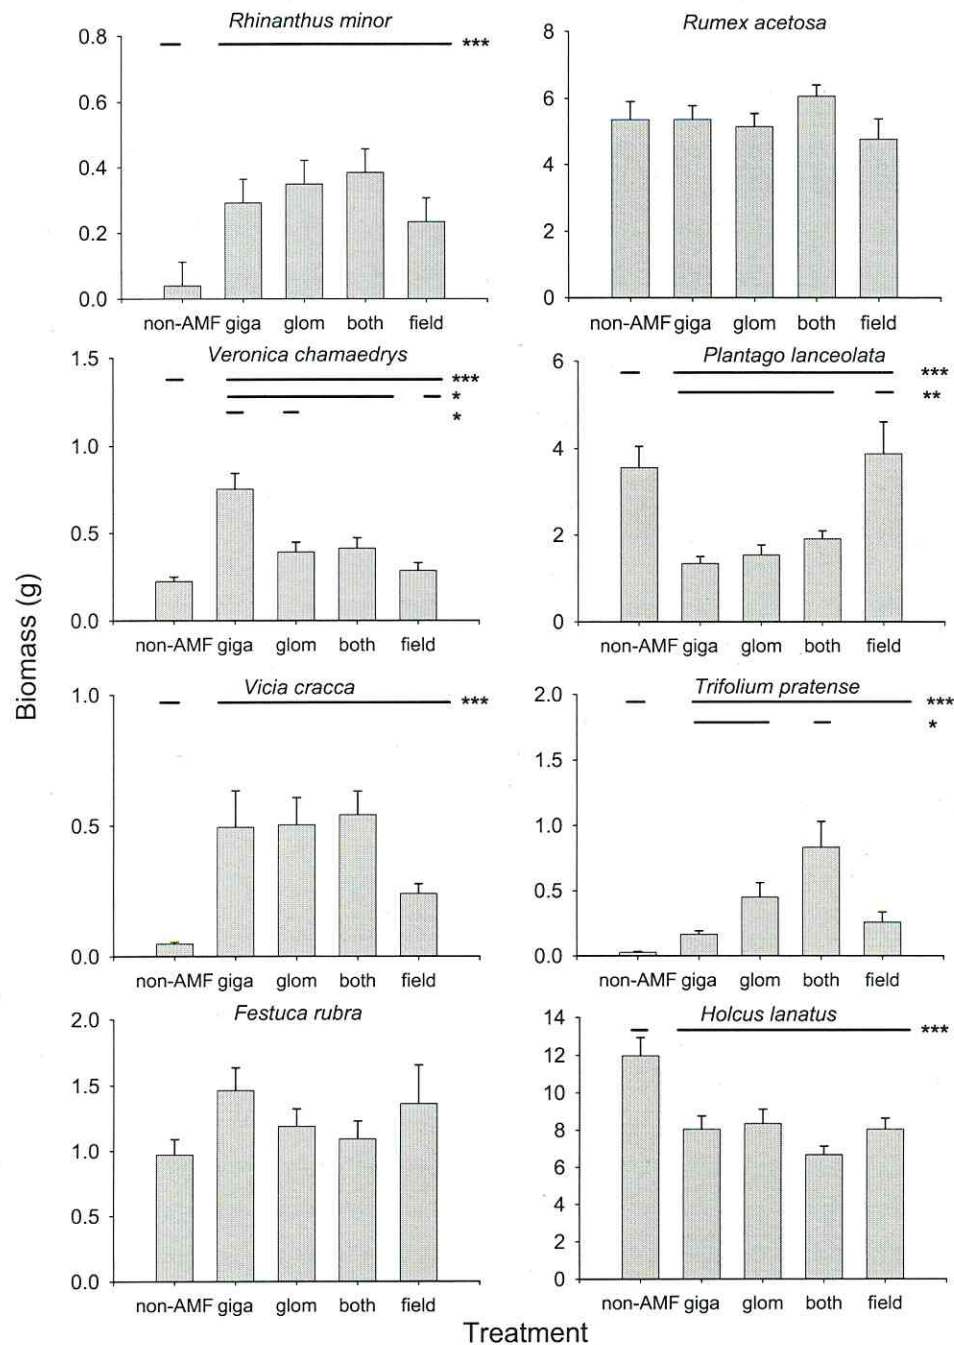 Rhinanthus minor
0.8
0.6
0.4
0.2
0.0
***
non-AMF giga glom both field
Rumex acetosa
8
6
4
2
0
non-AMF giga glom both field
Veronica chamaedrys
1.5
1.0
0.5
0.0
***
*
*
non-AMF giga glom both field
Plantago lanceolata
6
4
2
0
***
**
non-AMF giga glom both field
Vicia cracca
1.0
0.5
0.0
***
non-AMF giga glom both field
Trifolium pratense
2.0
1.0
0.5
0.0
***
*
non-AMF giga glom both field
Festuca rubra
2.0
1.5
1.0
0.5
0.0
non-AMF giga glom both field
Holcus lanatus
14
12
10
8
6
4
2
0
***
non-AMF giga glom both field
Biomass (g)
Treatment